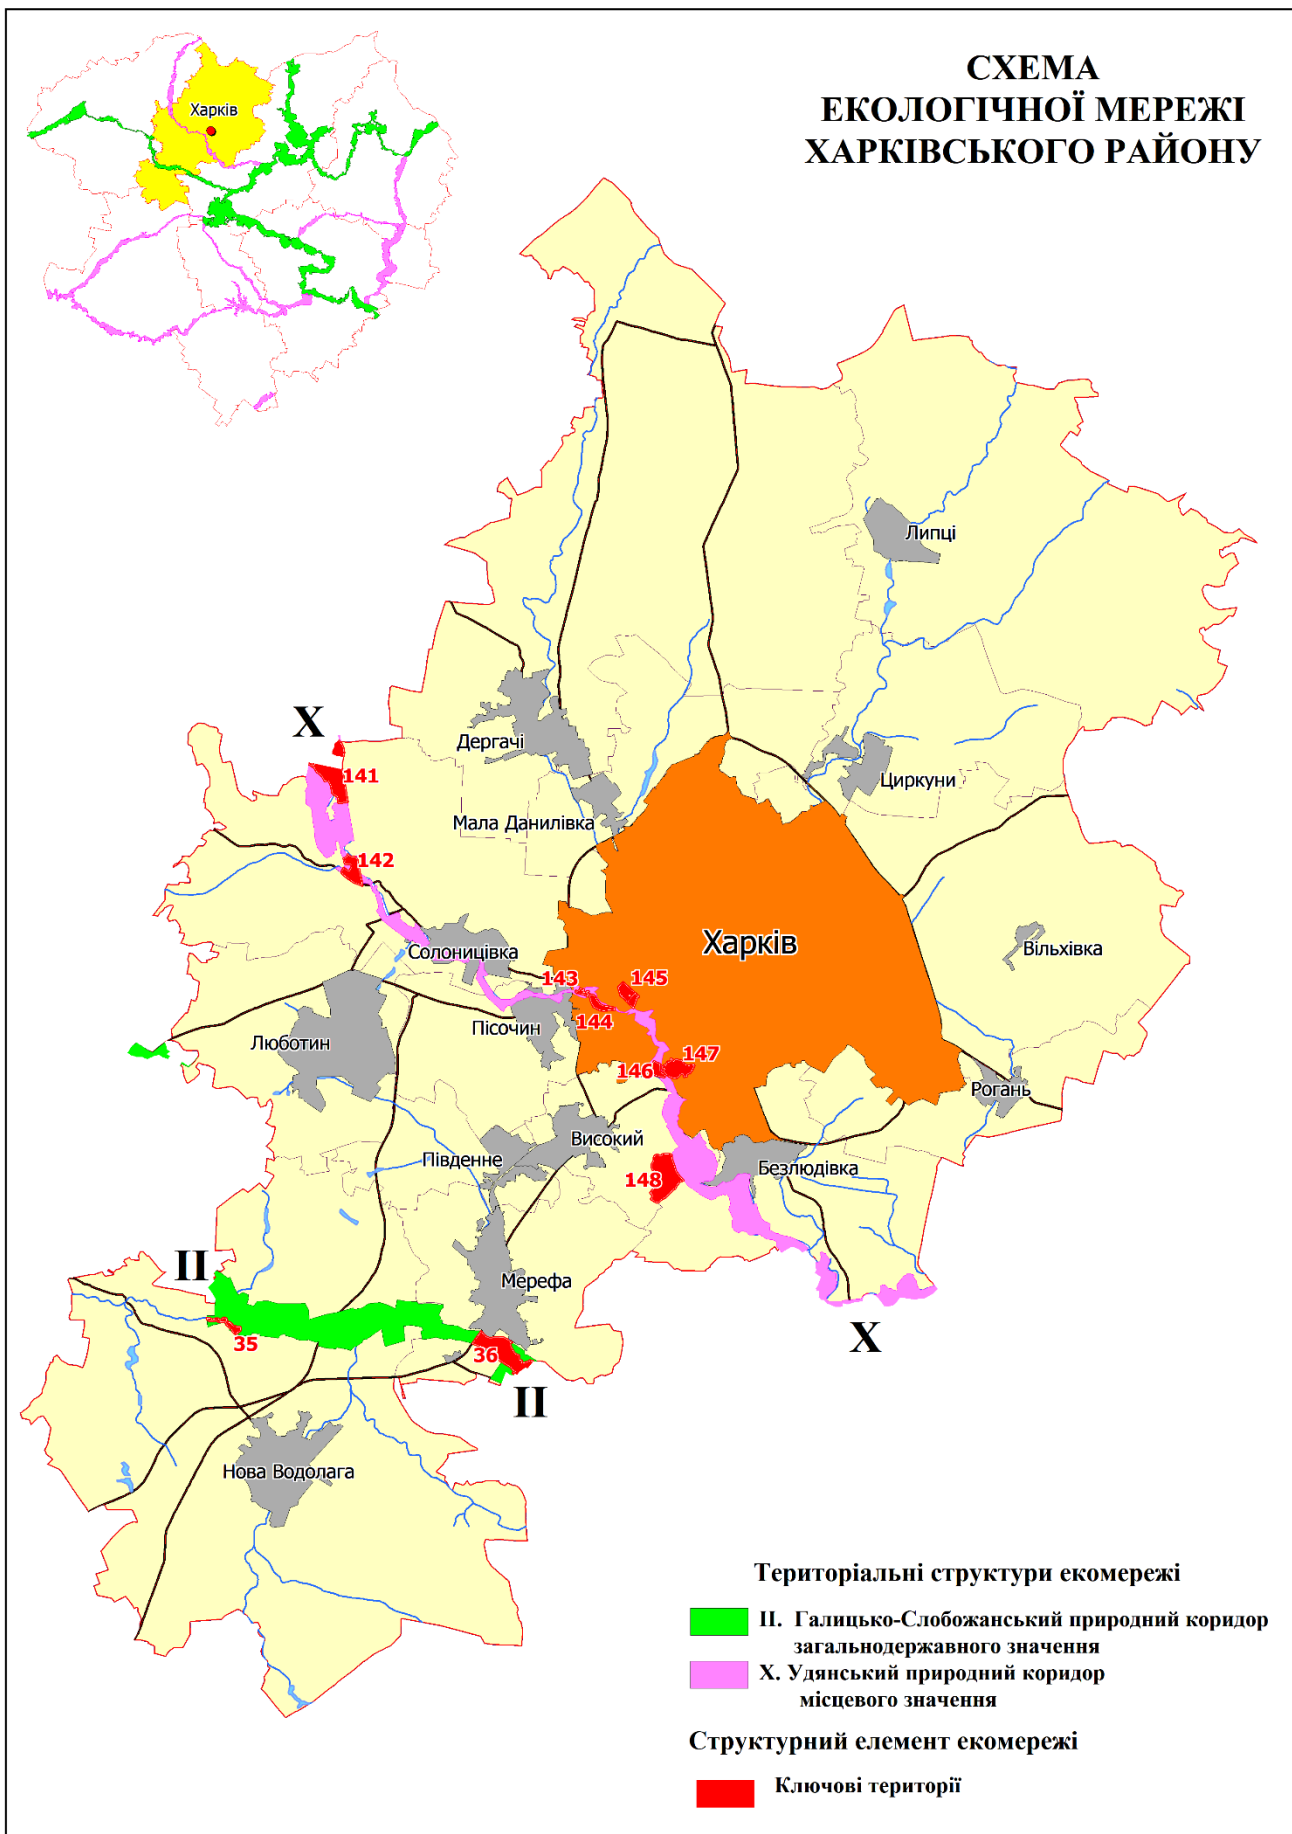 СХЕМА
ЕКОЛОГІЧНОЇ МЕРЕЖІ
ХАРКІВСЬКОГО РАЙОНУ
Харків
Липці
X
Дергачі
141
Циркуни
Мала Данилівка
142
Харків
Солоницівка
Вільхівка
143
145
144
Пісочин
Люботин
147
146
Рогань
Високий
Південне
Безлюдівка
148
II
Мерефа
X
35
36
II
Нова Водолага
Територіальні структури екомережі
II. Галицько-Слобожанський природний коридор
загальнодержавного значення
X. Удянський природний коридор
місцевого значення
Структурний елемент екомережі
Ключові території